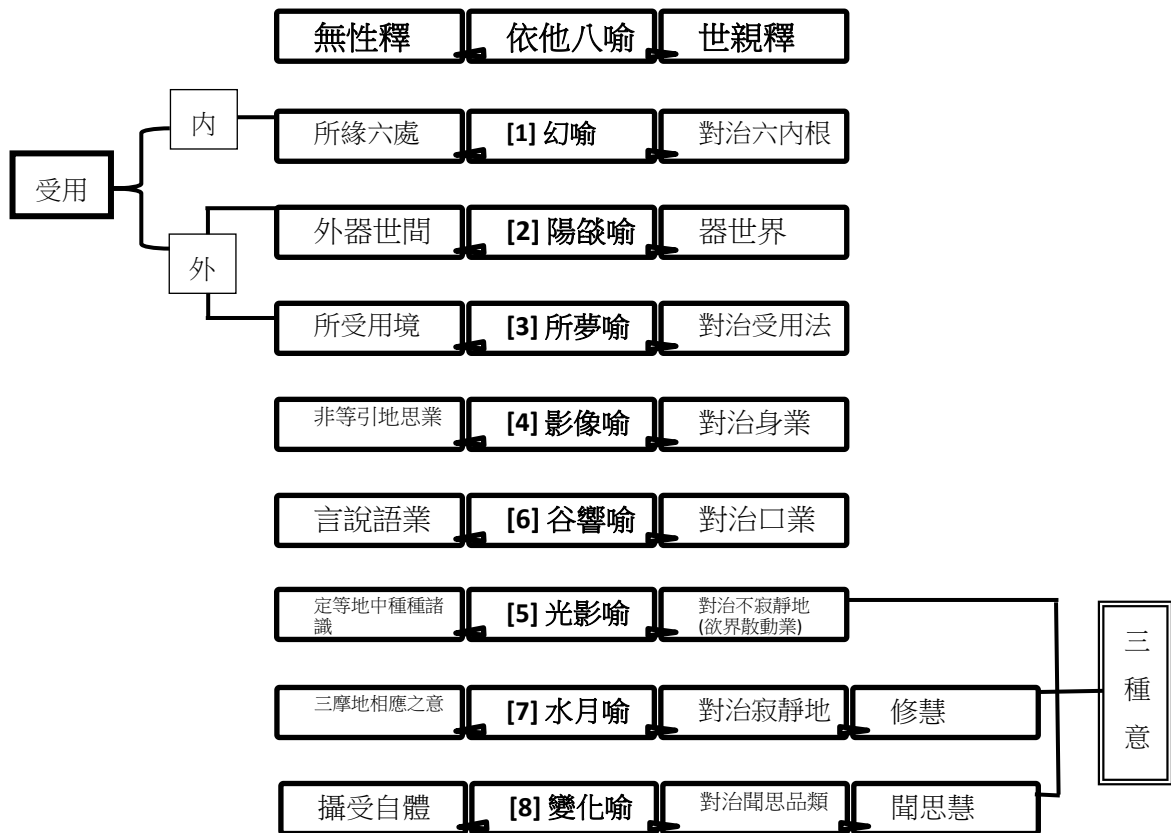 無性釋 依他八喻 世親釋
內
所緣六處 [1] 幻喻 對治六內根
受用
外器世間 [2] 陽燄喻 器世界
外
所受用境 [3] 所夢喻 對治受用法
非等引地思業 [4] 影像喻 對治身業
言說語業 [6] 谷響喻 對治口業
定等地中種種諸
識
[5] 光影喻
對治不寂靜地
(欲界散動業)
三摩地相應之意 [7] 水月喻 對治寂靜地 修慧
三
種
意
攝受自體 [8] 變化喻 對治聞思品類 聞思慧